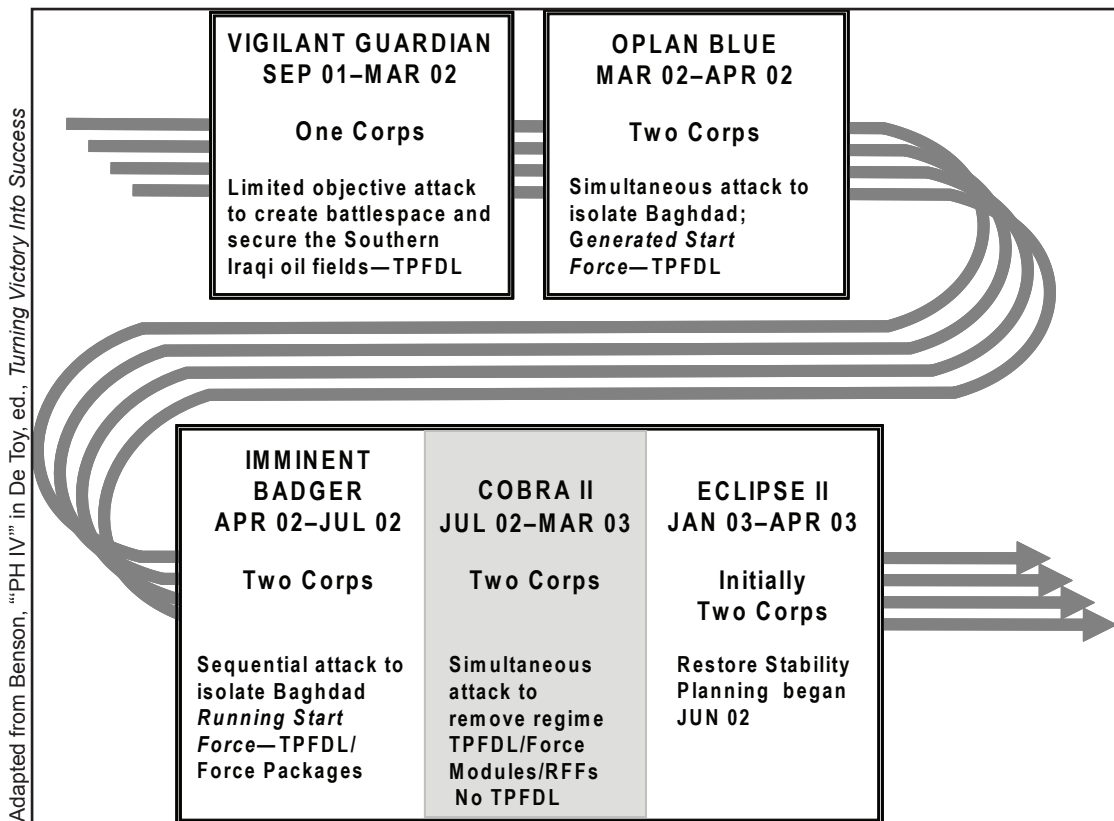 Adapted from Benson, “‘PH IV’” in De Toy, ed., Turning Victory Into Success
VIGILANT GUARDIAN
SEP 01–MAR 02
One Corps
Limited objective attack
to create battlespace and
secure the Southern
Iraqi oil fields—TPFDL
OPLAN BLUE
MAR 02–APR 02
Two Corps
Simultaneous attack to
isolate Baghdad;
Generated Start
Force—TPFDL
IMMINENT
BADGER
APR 02–JUL 02
Two Corps
Sequential attack to
isolate Baghdad
Running Start
Force—TPFDL/
Force Packages
COBRA II
JUL 02–MAR 03
Two Corps
Simultaneous
attack to
remove regime
TPFDL/Force
Modules/RFFs
No TPFDL
ECLIPSE II
JAN 03–APR 03
Initially
Two Corps
Restore Stability
Planning began
JUN 02